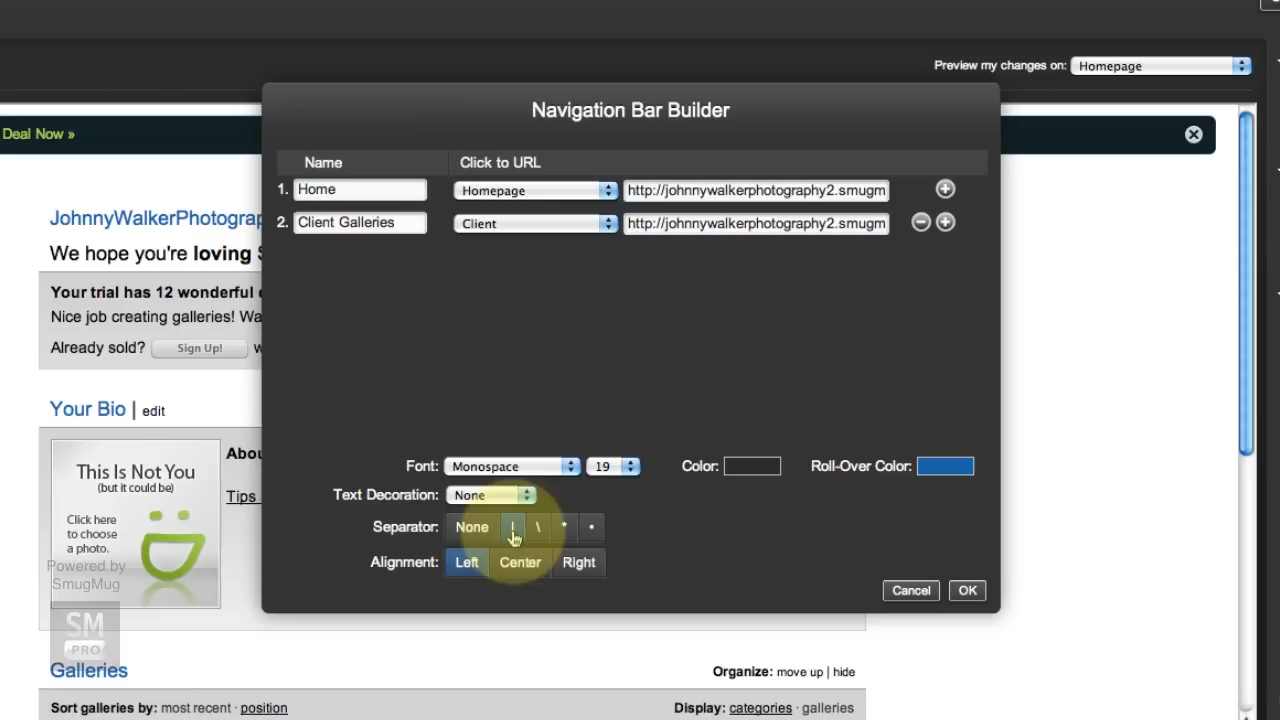 Preview my changes on: Homepage
Deal Now »
Navigation Bar Builder
Name Click to URL
1. Home Homepage http://johnnywalkerphotography2.smugm
2. Client Galleries Client http://johnnywalkerphotography2.smugm
JohnnyWalkerPhotograp
We hope you're loving
Your trial has 12 wonderful
Nice job creating galleries! Wa
Already sold? Sign Up! w
Your Bio | edit
This Is Not You
(but it could be)
Click here
to choose
a photo.
Abou
Tips
Powered by
SmugMug
SM
PRO
Font: Monospace 19 Color: Roll-Over Color:
Text Decoration: None
Separator: None | \ * •
Alignment: Left Center Right
Cancel OK
Galleries
Organize: move up | hide
Sort galleries by: most recent · position
Display: categories · galleries